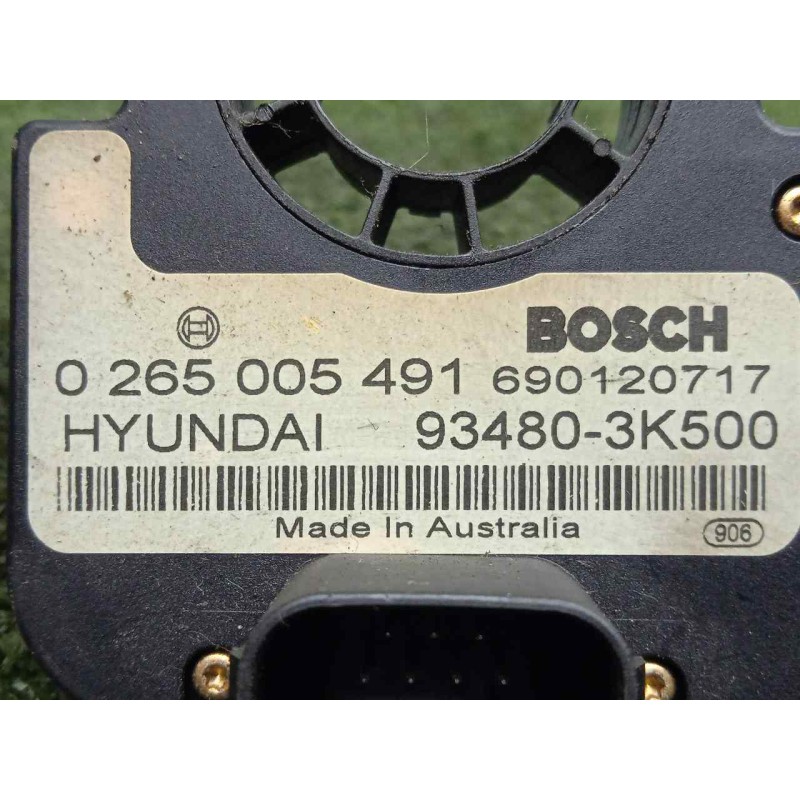 BOSCH
0 265 005 491 690120717
HYUNDAI 93480-3K500
Made In Australia
906